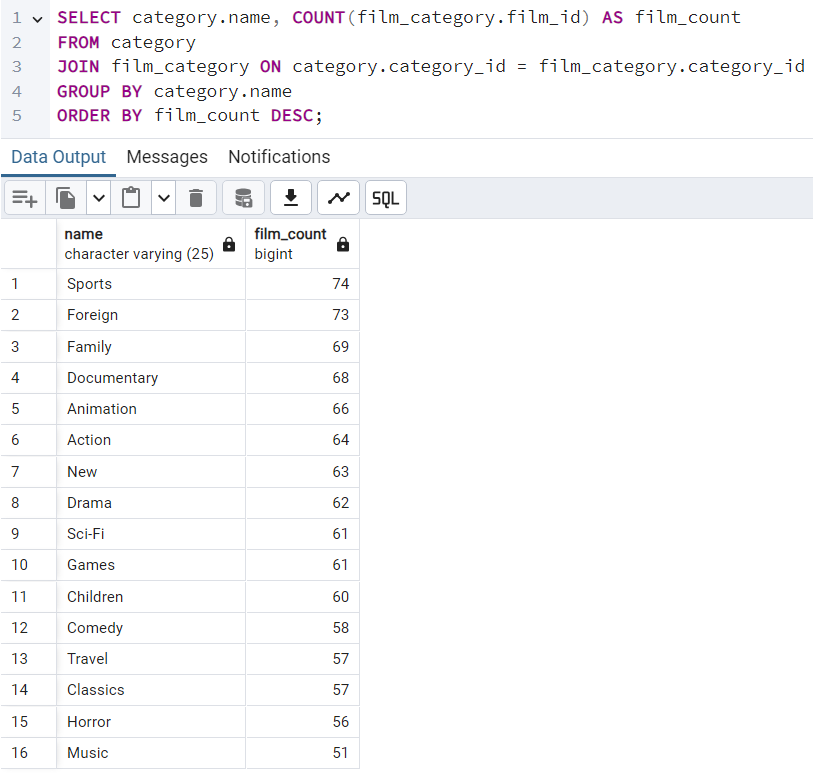 1 SELECT category.name, COUNT(film_category.film_id) AS film_count
2 FROM category
3 JOIN film_category ON category.category_id = film_category.category_id
4 GROUP BY category.name
5 ORDER BY film_count DESC;
Data Output Messages Notifications
SQL
name film_count
character varying (25) bigint
1 Sports 74
2 Foreign 73
3 Family 69
4 Documentary 68
5 Animation 66
6 Action 64
7 New 63
8 Drama 62
9 Sci-Fi 61
10 Games 61
11 Children 60
12 Comedy 58
13 Travel 57
14 Classics 57
15 Horror 56
16 Music 51